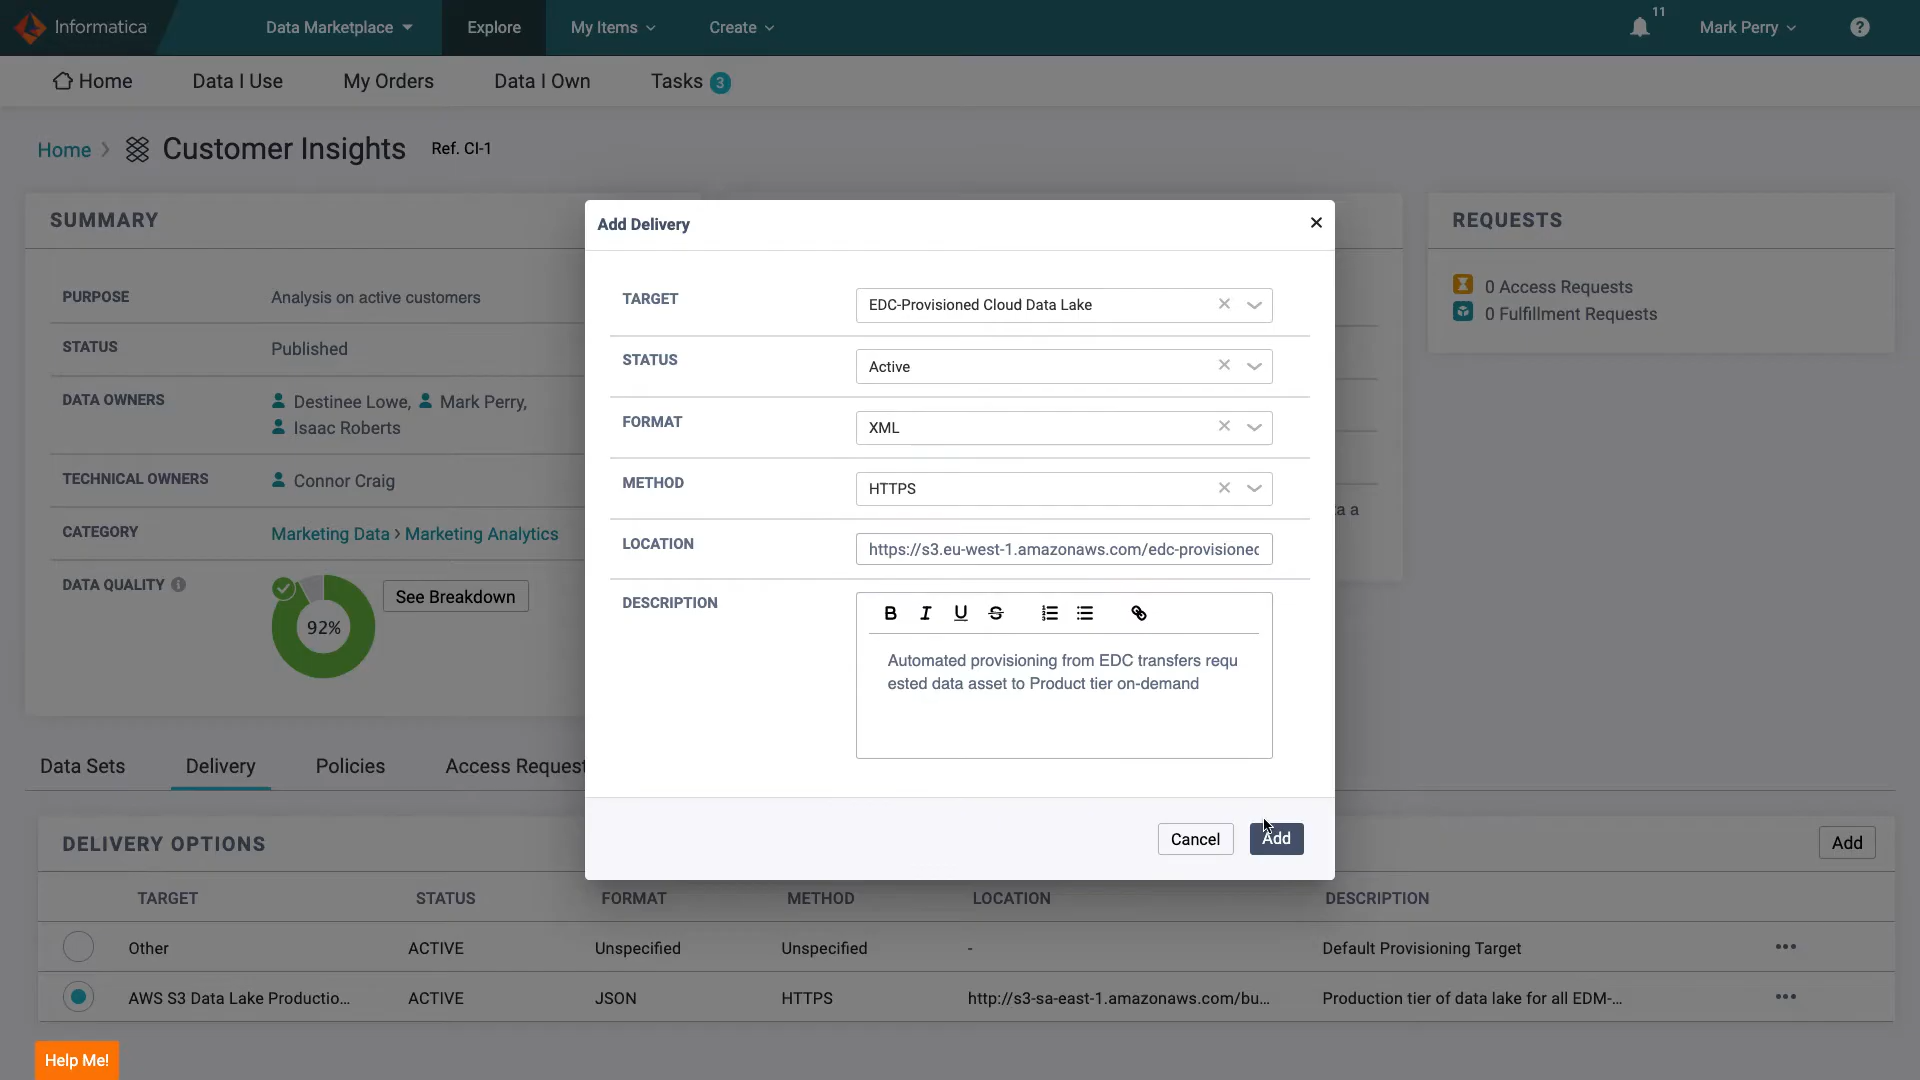 Informatica
Data Marketplace
Explore
My Items
Create
11
Mark Perry
?
Home
Data I Use
My Orders
Data I Own
Tasks 3
Home > Customer Insights Ref. CI-1
SUMMARY
PURPOSE
Analysis on active customers
STATUS
Published
DATA OWNERS
Destinee Lowe, Mark Perry,
Isaac Roberts
TECHNICAL OWNERS
Connor Craig
CATEGORY
Marketing Data > Marketing Analytics
DATA QUALITY
92%
See Breakdown
REQUESTS
0 Access Requests
0 Fulfillment Requests
Add Delivery
TARGET
EDC-Provisioned Cloud Data Lake
STATUS
Active
FORMAT
XML
METHOD
HTTPS
LOCATION
https://s3.eu-west-1.amazonaws.com/edc-provisioned
DESCRIPTION
B I U S
Automated provisioning from EDC transfers requ
ested data asset to Product tier on-demand
Cancel
Add
ta a
Data Sets
Delivery
Policies
Access Request
DELIVERY OPTIONS
Add
TARGET STATUS FORMAT METHOD LOCATION DESCRIPTION
Other ACTIVE Unspecified Unspecified - Default Provisioning Target
AWS S3 Data Lake Productio... ACTIVE JSON HTTPS http://s3-sa-east-1.amazonaws.com/bu... Production tier of data lake for all EDM-...
Help Me!